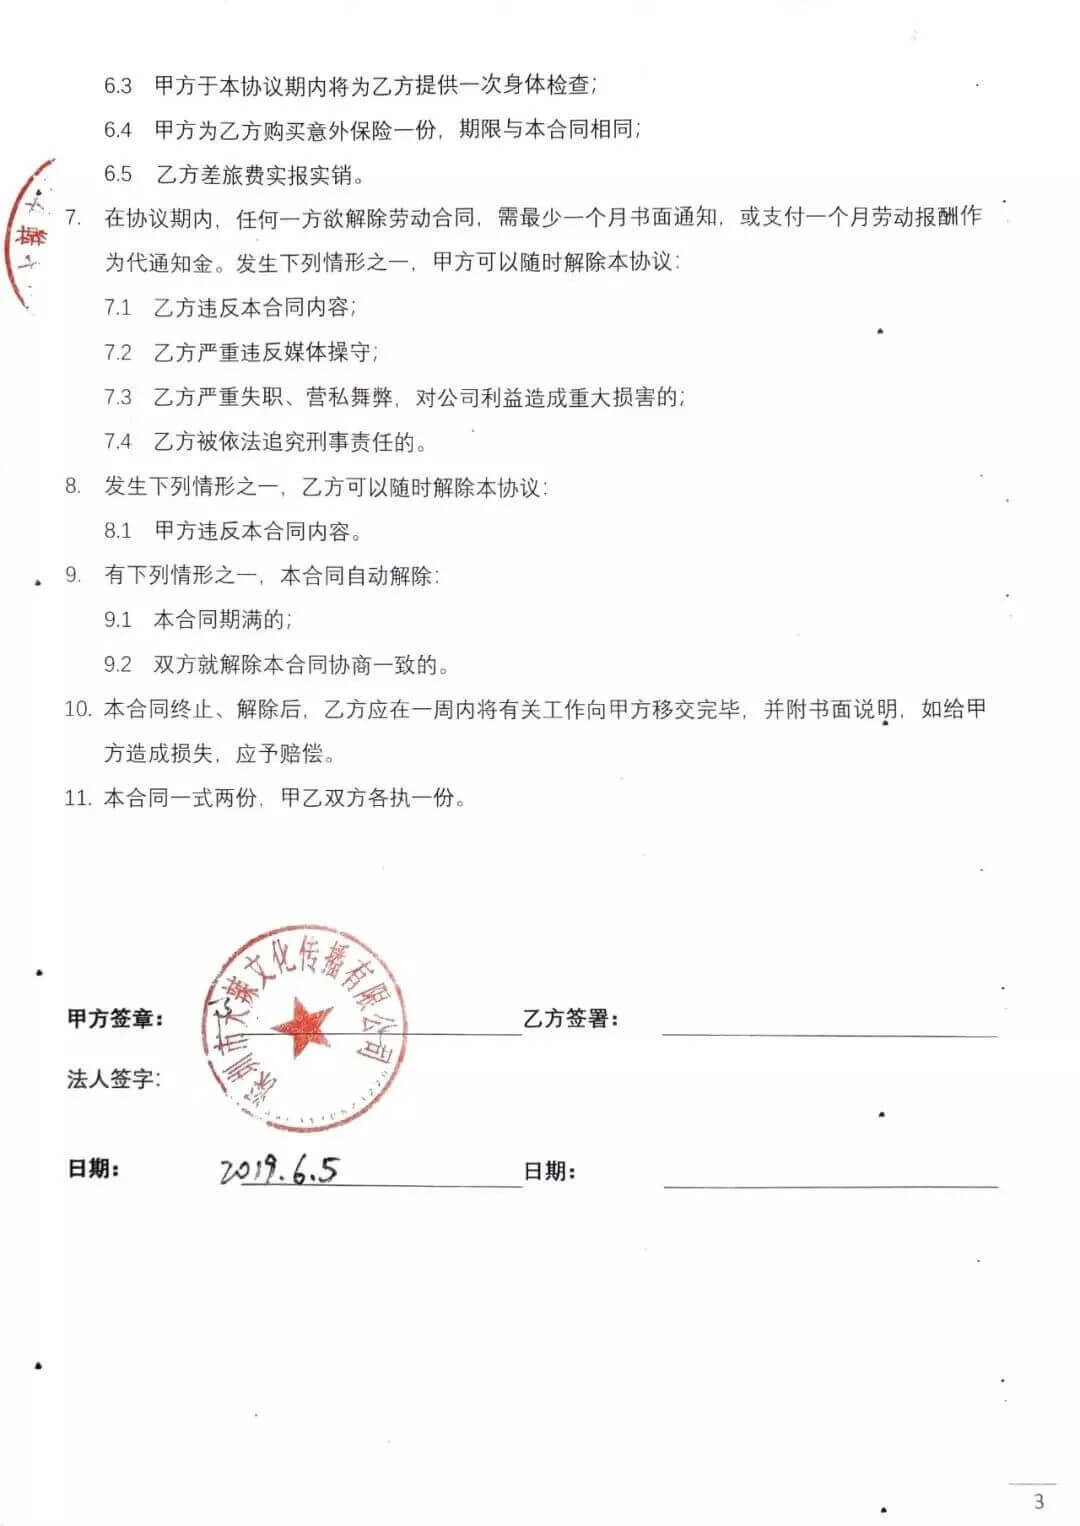 6.3 甲方于本协议期内将为乙方提供一次身体检查;
6.4 甲方为乙方购买意外保险一份，期限与本合同相同;
6.5 乙方差旅费实报实销。
7. 在协议期内，任何一方欲解除劳动合同，需最少一个月书面通知，或支付一个月劳动报酬作
为代通知金。发生下列情形之一，甲方可以随时解除本协议:
7.1 乙方违反本合同内容;
7.2 乙方严重违反媒体操守;
7.3 乙方严重失职、营私舞弊，对公司利益造成重大损害的;
7.4 乙方被依法追究刑事责任的。
8. 发生下列情形之一，乙方可以随时解除本协议:
8.1 甲方违反本合同内容。
9. 有下列情形之一，本合同自动解除:
9.1 本合同期满的;
9.2 双方就解除本合同协商一致的。
10. 本合同终止、解除后，乙方应在一周内将有关工作向甲方移交完毕，并附书面说明，如给甲
方造成损失，应予赔偿。
11. 本合同一式两份，甲乙双方各执一份。
深圳市天巢文化传播有限公司
甲方签章: 乙方签署:
法人签字:
日期: 2019.6.5 日期:
3